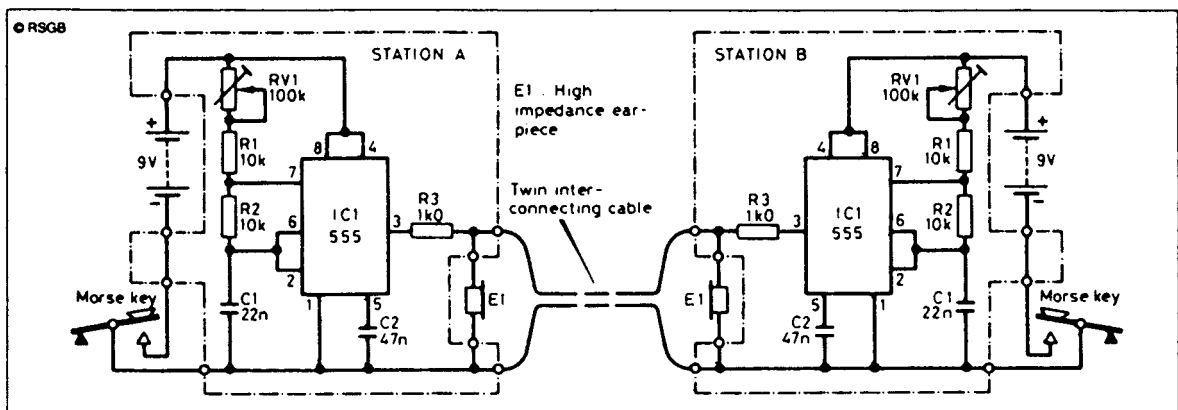 © RSGB
STATION A
RV1
100k
+
9V
−
R1
10k
R2
10k
8
4
7
6
2
3
1
5
IC1
555
R3
1k0
C1
22n
C2
47n
E1
Morse key
E1 . High
impedance ear-
piece
Twin inter-
connecting cable
STATION B
RV1
100k
+
9V
−
R1
10k
R2
10k
4
8
7
6
2
3
5
1
IC1
555
R3
1k0
C1
22n
C2
47n
E1
Morse key